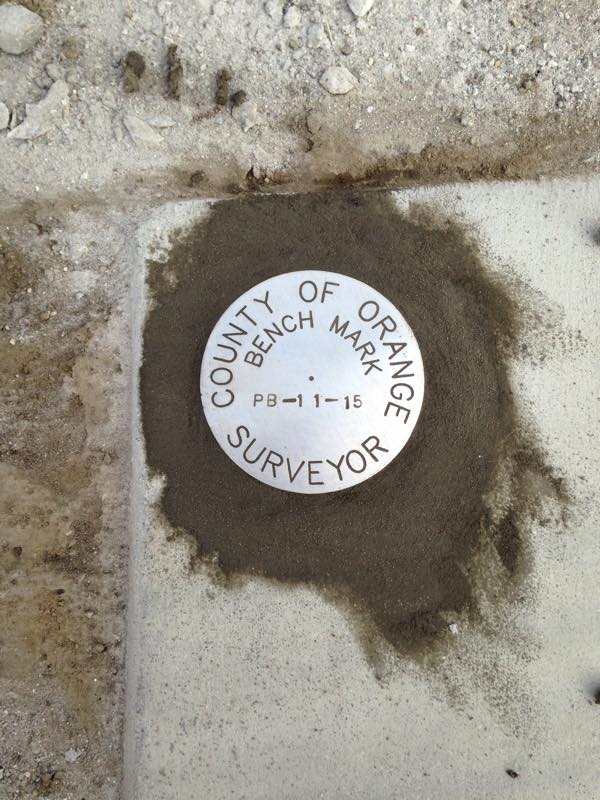 COUNTY OF ORANGE
BENCH MARK
PB-11-15
SURVEYOR